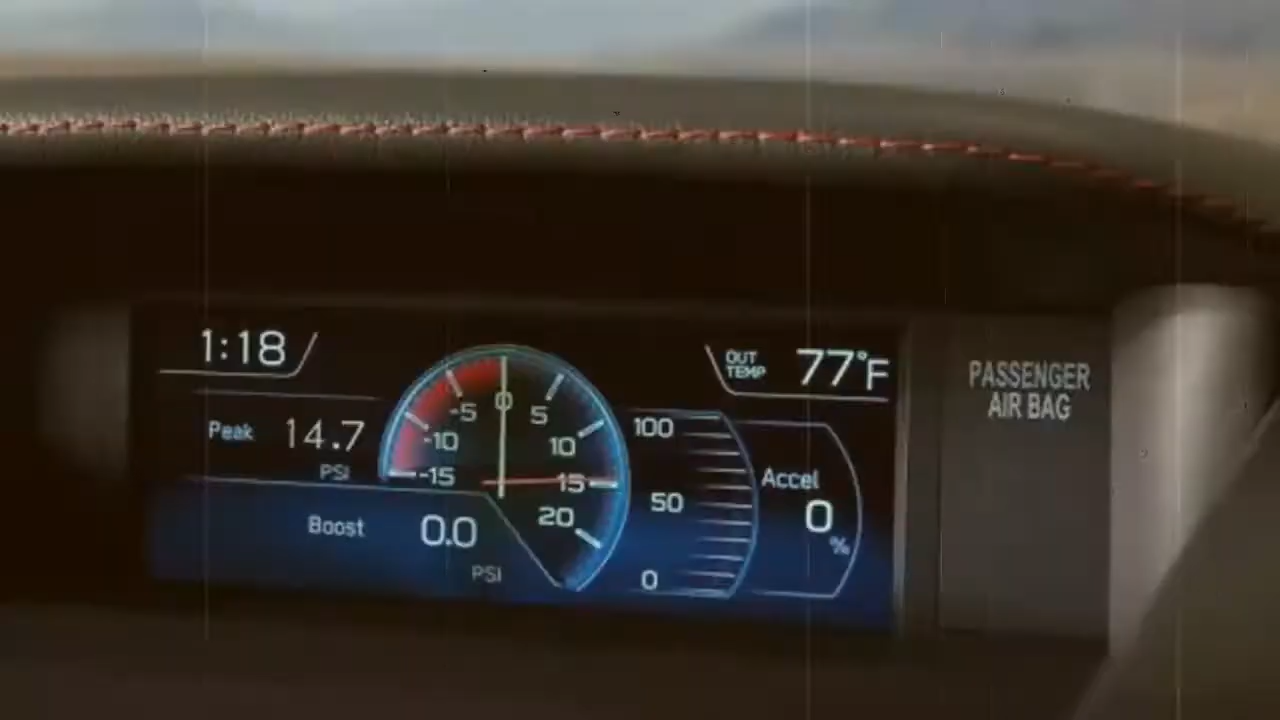 1:18
OUT
TEMP
77°F
Peak 14.7
PSI
Boost 0.0
PSI
-15
-10
-5
0
5
10
15
20
100
50
0
Accel
0
%
PASSENGER
AIR BAG